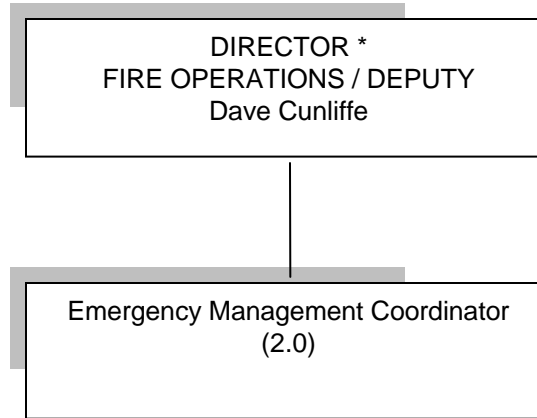 DIRECTOR *
FIRE OPERATIONS / DEPUTY
Dave Cunliffe
Emergency Management Coordinator
(2.0)